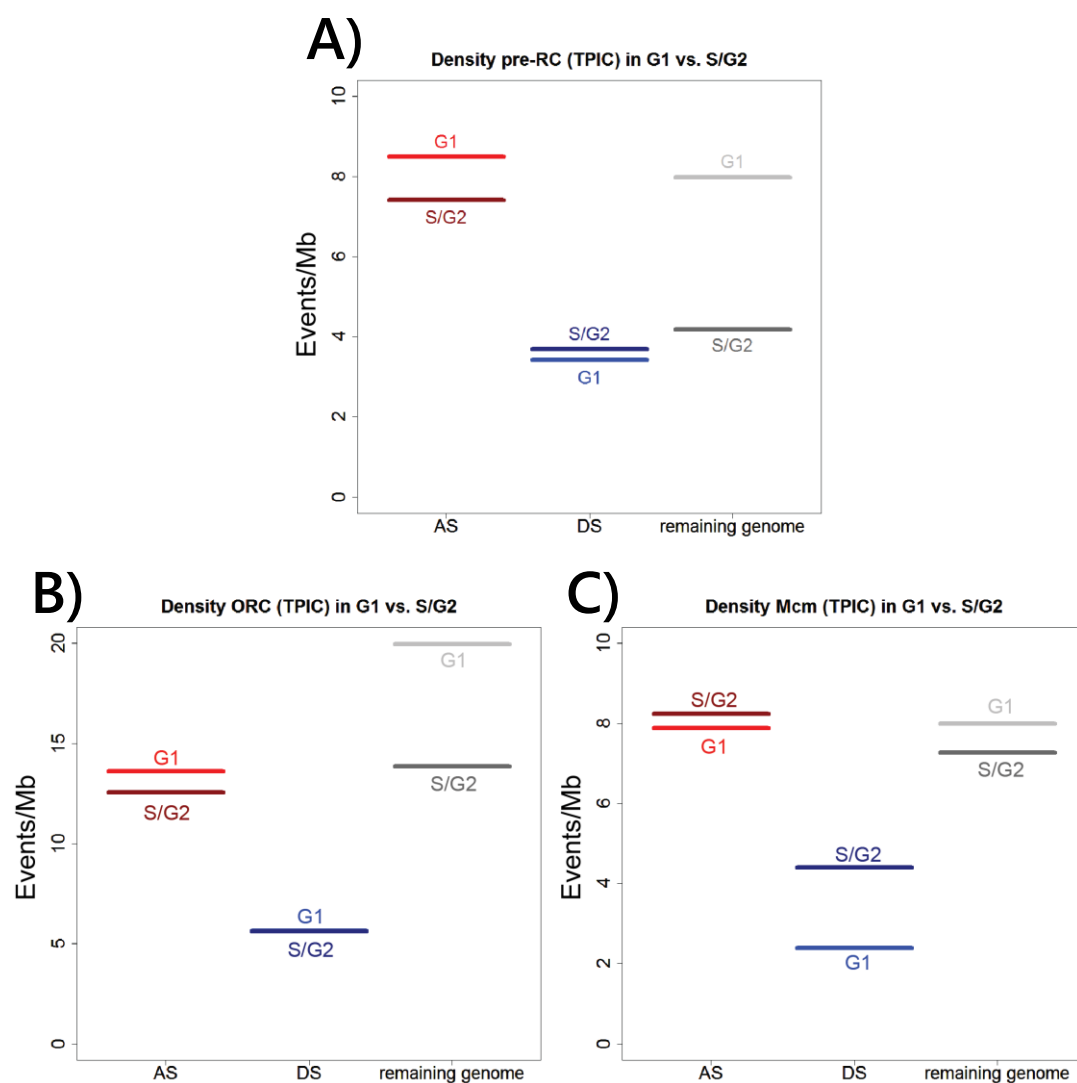 A)
Density pre-RC (TPIC) in G1 vs. S/G2
Events/Mb
10
8
6
4
2
0
G1
S/G2
S/G2
G1
G1
S/G2
AS DS remaining genome
B)
Density ORC (TPIC) in G1 vs. S/G2
Events/Mb
20
15
10
5
0
G1
S/G2
G1
S/G2
G1
S/G2
AS DS remaining genome
C)
Density Mcm (TPIC) in G1 vs. S/G2
Events/Mb
10
8
6
4
2
0
S/G2
G1
S/G2
G1
G1
S/G2
AS DS remaining genome